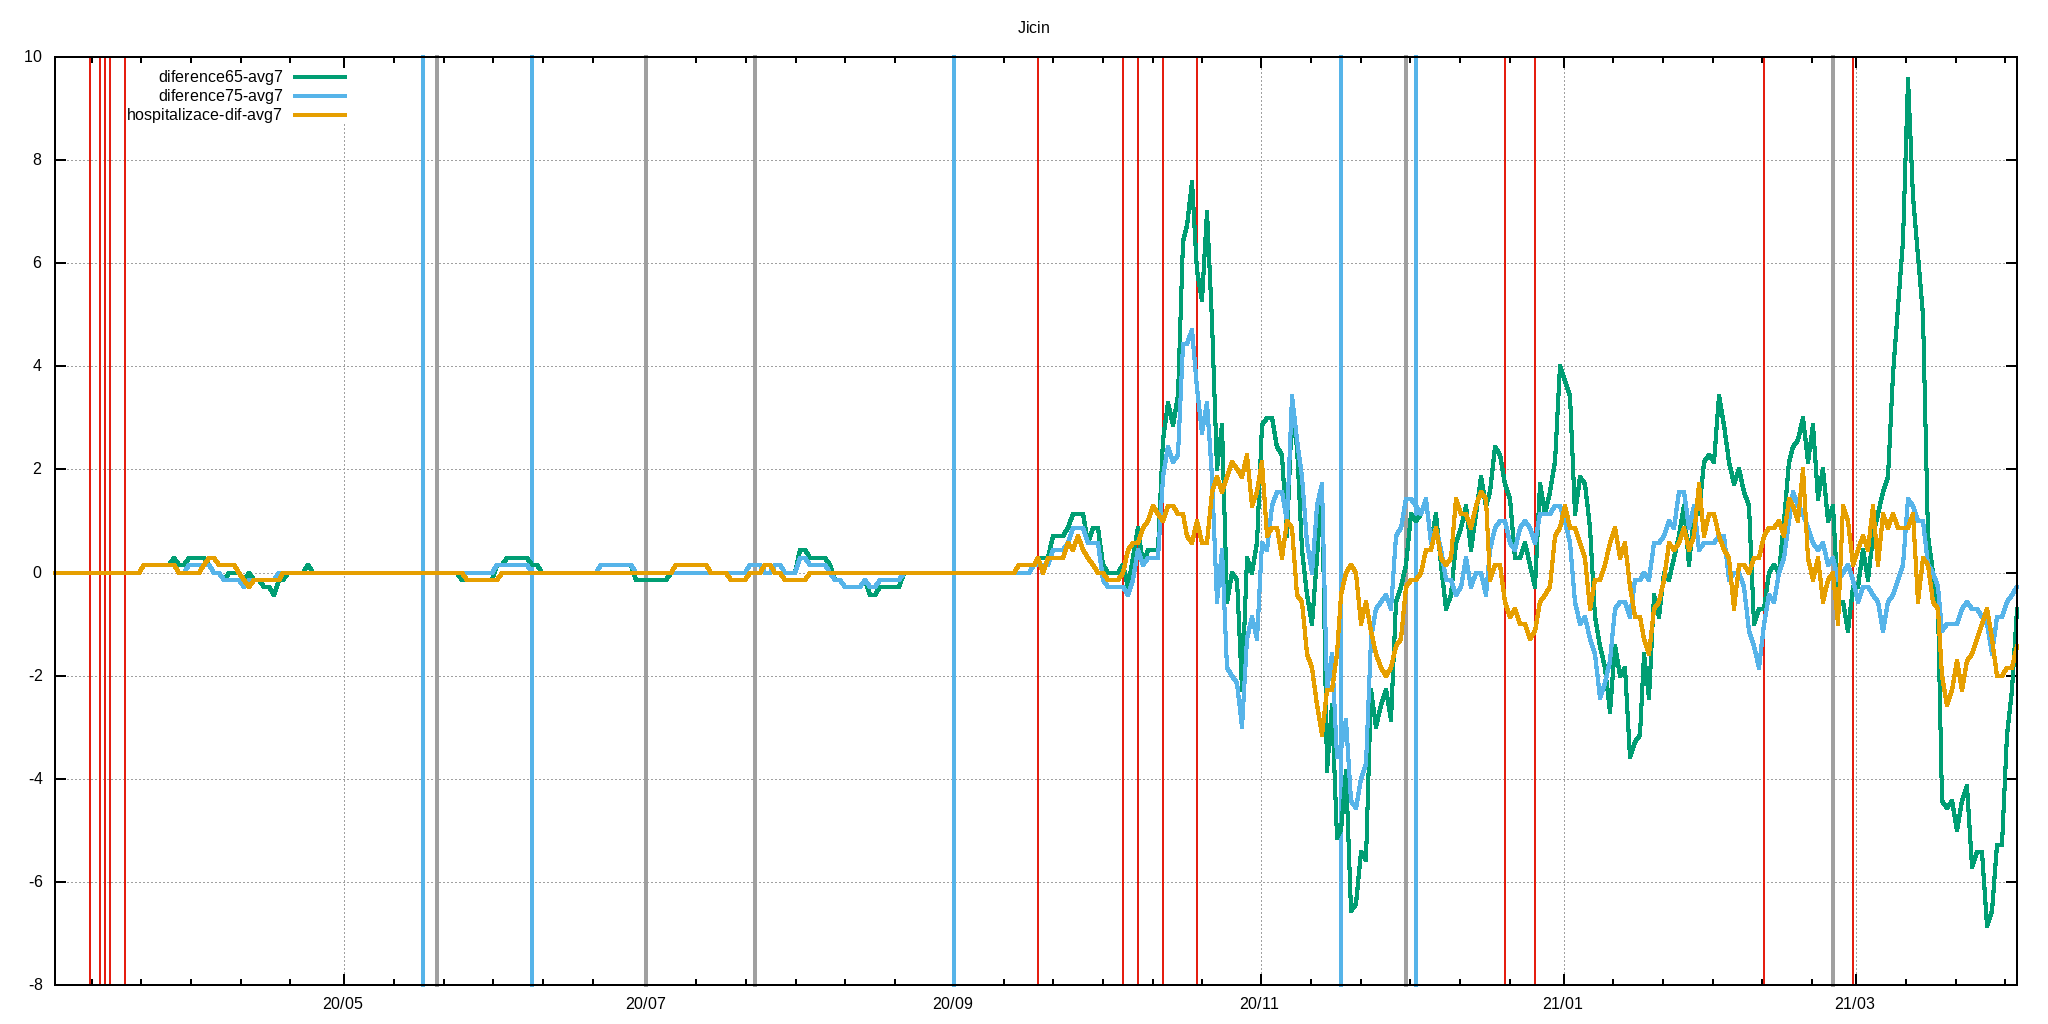 Jicin
10
8
6
4
2
0
-2
-4
-6
-8
diference65-avg7
diference75-avg7
hospitalizace-dif-avg7
20/05 20/07 20/09 20/11 21/01 21/03